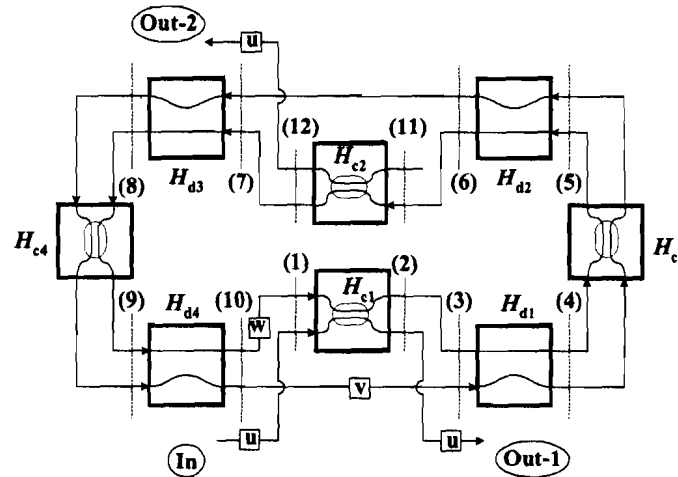 Out-2
u
(12)
(11)
H_c2
H_d3
H_d2
(8)
(7)
(6)
(5)
H_c4
H_c
(1)
(2)
H_c1
(9)
H_d4
(10)
w
(3)
H_d1
(4)
v
In
u
u
Out-1